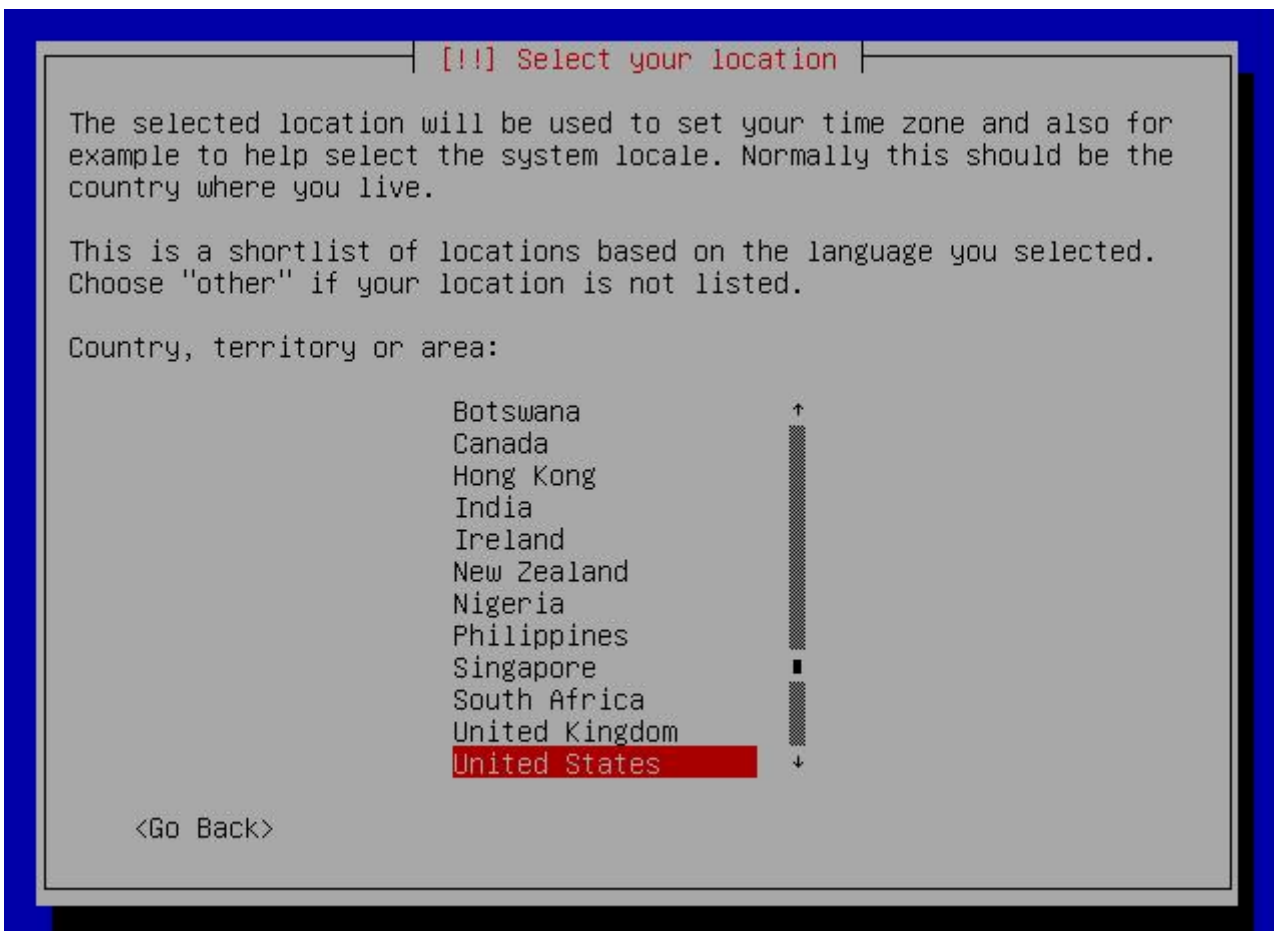 [!!] Select your location
The selected location will be used to set your time zone and also for
example to help select the system locale. Normally this should be the
country where you live.
This is a shortlist of locations based on the language you selected.
Choose "other" if your location is not listed.
Country, territory or area:
Botswana
Canada
Hong Kong
India
Ireland
New Zealand
Nigeria
Philippines
Singapore
South Africa
United Kingdom
United States
<Go Back>